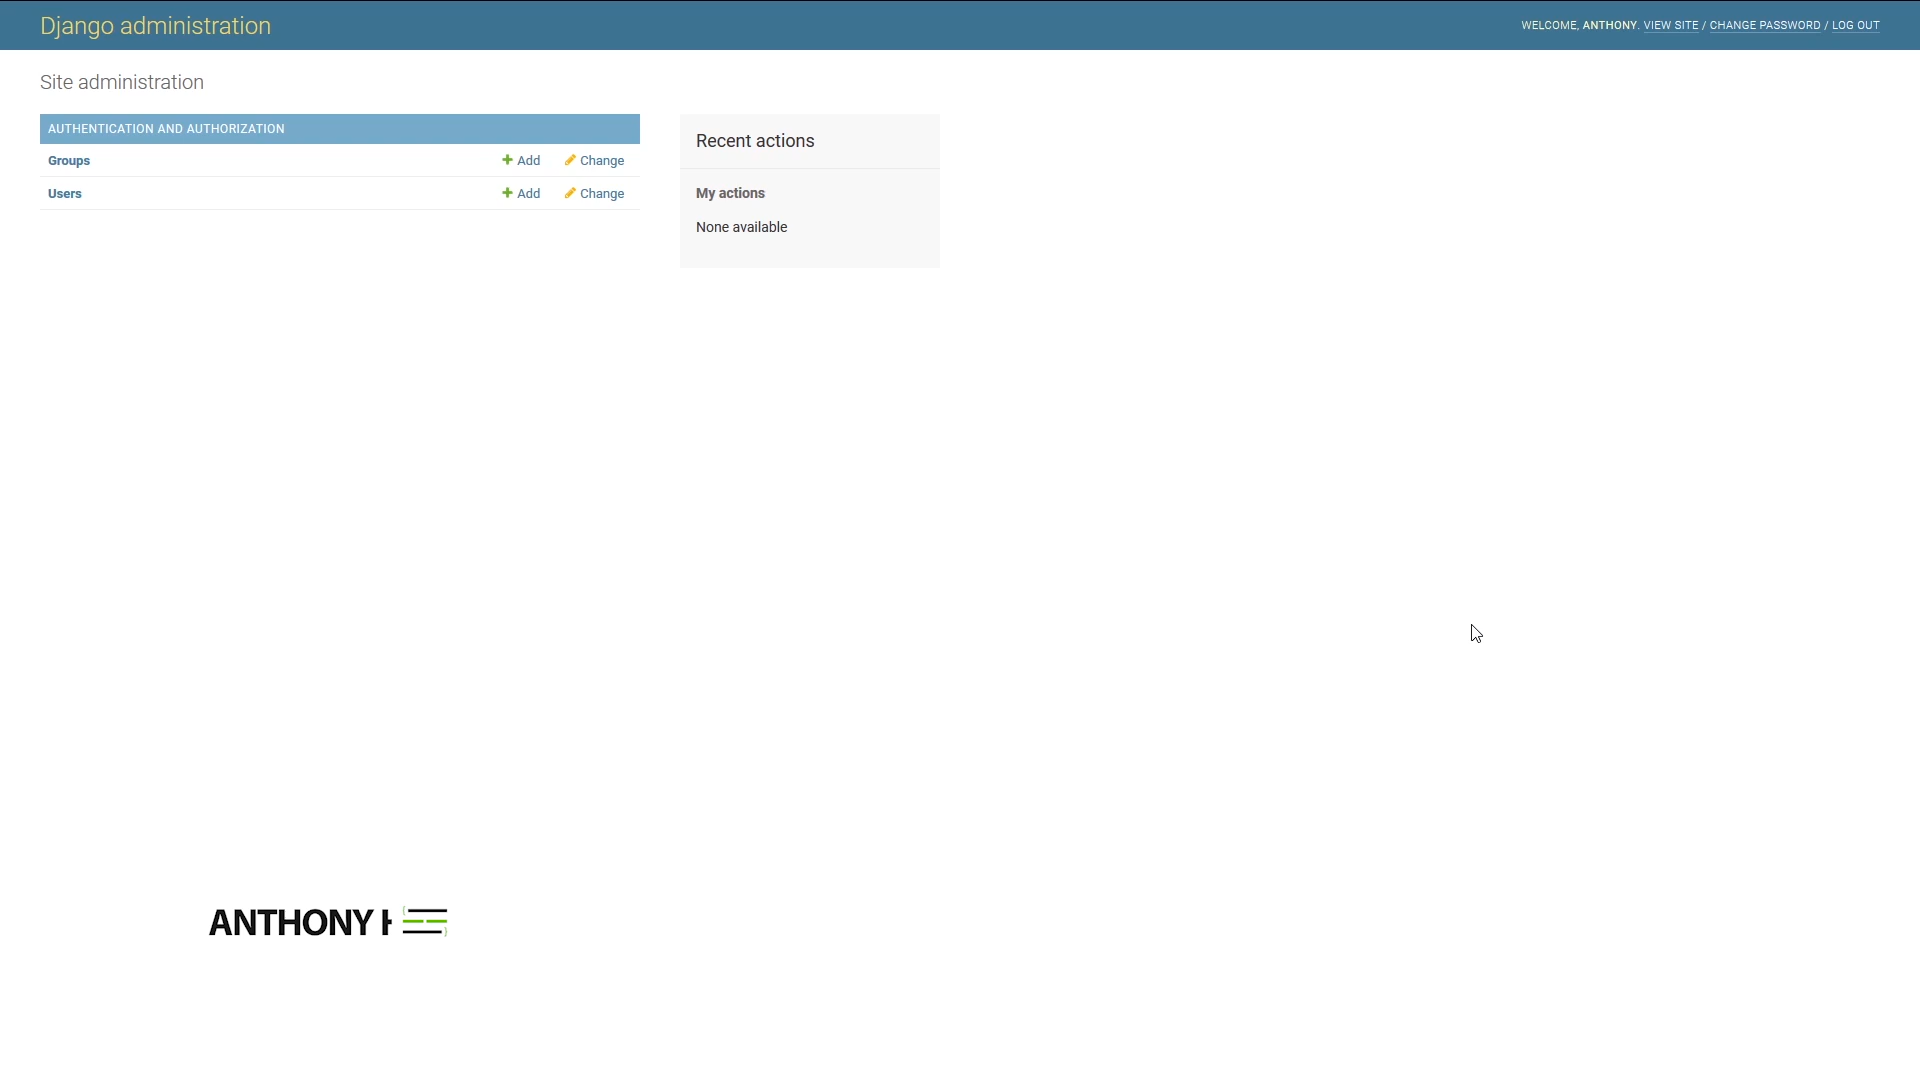 Django administration
WELCOME, ANTHONY. VIEW SITE / CHANGE PASSWORD / LOG OUT
Site administration
AUTHENTICATION AND AUTHORIZATION
Groups Add Change
Users Add Change
Recent actions
My actions
None available
ANTHONY